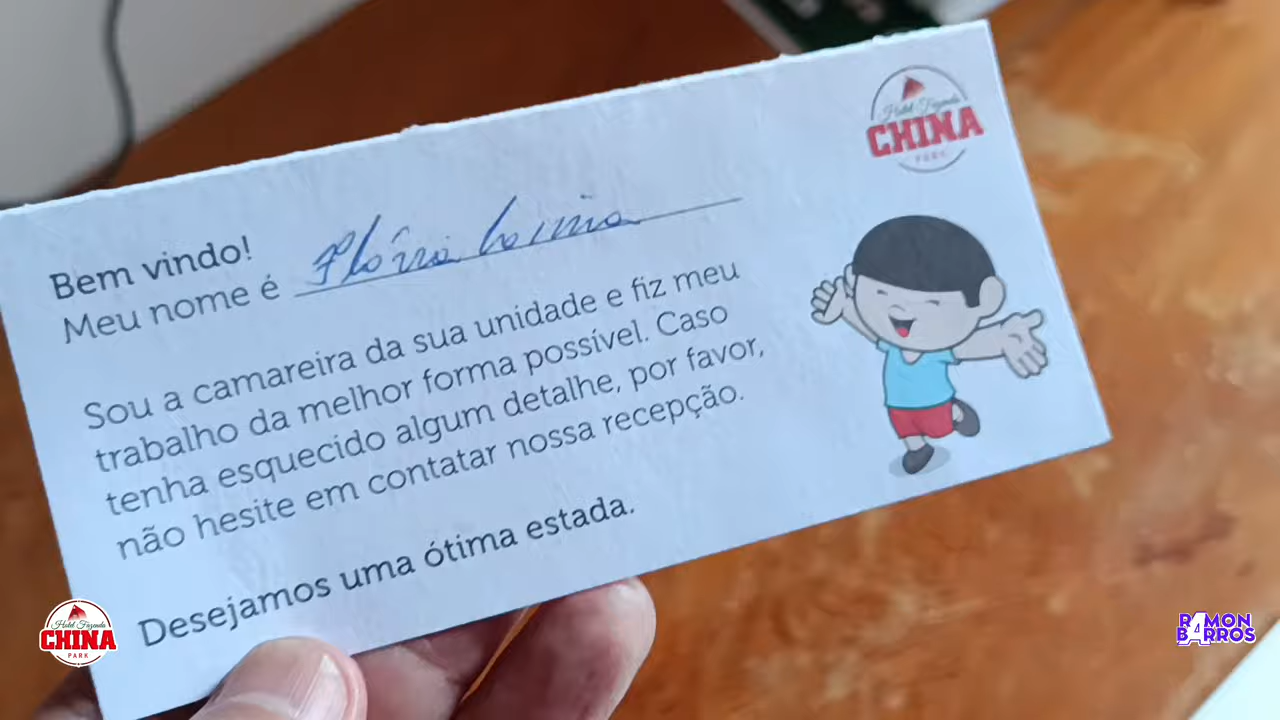 Hotel Fazenda
CHINA
PARK
Bem vindo!
Meu nome é
Sou a camareira da sua unidade e fiz meu
trabalho da melhor forma possível. Caso
tenha esquecido algum detalhe, por favor,
não hesite em contatar nossa recepção.
Desejamos uma ótima estada.
Hotel Fazenda
CHINA
PARK
R4MON
B4RROS